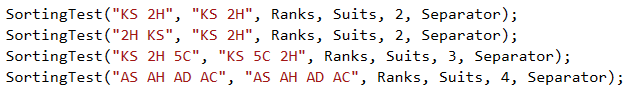 SortingTest("KS 2H", "KS 2H", Ranks, Suits, 2, Separator);
SortingTest("2H KS", "KS 2H", Ranks, Suits, 2, Separator);
SortingTest("KS 2H 5C", "KS 5C 2H", Ranks, Suits, 3, Separator);
SortingTest("AS AH AD AC", "AS AH AD AC", Ranks, Suits, 4, Separator);